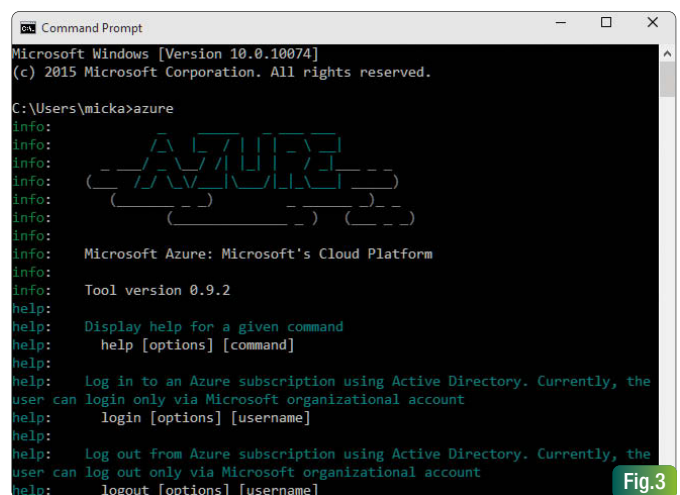 Command Prompt
Microsoft Windows [Version 10.0.10074]
(c) 2015 Microsoft Corporation. All rights reserved.
C:\Users\micka>azure
info:
info:
info:
info:
info:
info:
info:
info: Microsoft Azure: Microsoft's Cloud Platform
info:
info: Tool version 0.9.2
help:
help: Display help for a given command
help: help [options] [command]
help:
help: Log in to an Azure subscription using Active Directory. Currently, the
user can login only via Microsoft organizational account
help: login [options] [username]
help:
help: Log out from Azure subscription using Active Directory. Currently, the
user can log out only via Microsoft organizational account
help: logout [options] [username]
Fig.3